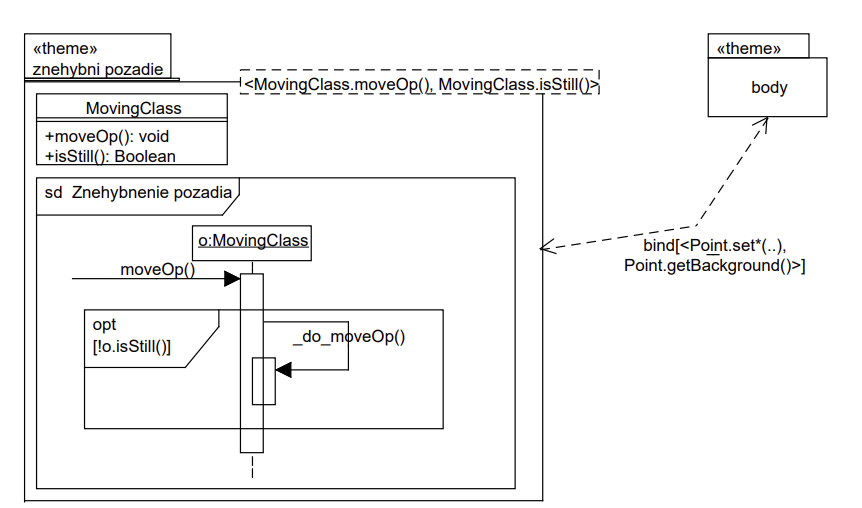 «theme»
znehybni pozadie
<MovingClass.moveOp(), MovingClass.isStill()>
MovingClass
+moveOp(): void
+isStill(): Boolean
sd Znehybnenie pozadia
o:MovingClass
moveOp()
opt
[!o.isStill()]
_do_moveOp()
«theme»
body
bind[<Point.set*(..),
Point.getBackground()>]